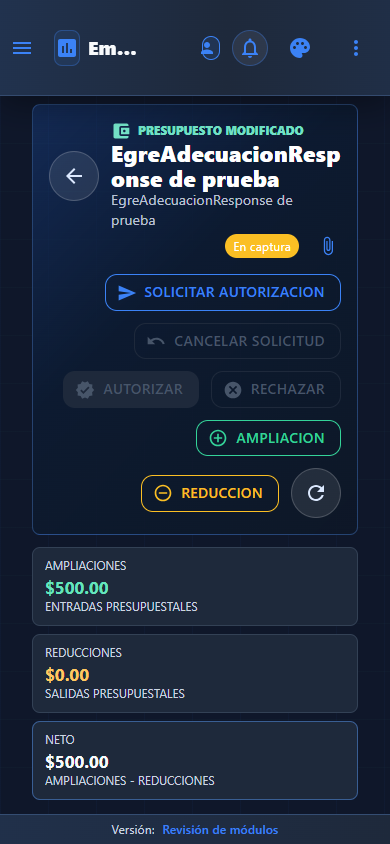 Em...
PRESUPUESTO MODIFICADO
EgreAdecuacionResp
onse de prueba
EgreAdecuacionResponse de
prueba
En captura
SOLICITAR AUTORIZACION
CANCELAR SOLICITUD
AUTORIZAR
RECHAZAR
AMPLIACION
REDUCCION
AMPLIACIONES
$500.00
ENTRADAS PRESUPUESTALES
REDUCCIONES
$0.00
SALIDAS PRESUPUESTALES
NETO
$500.00
AMPLIACIONES - REDUCCIONES
Versión: Revisión de módulos